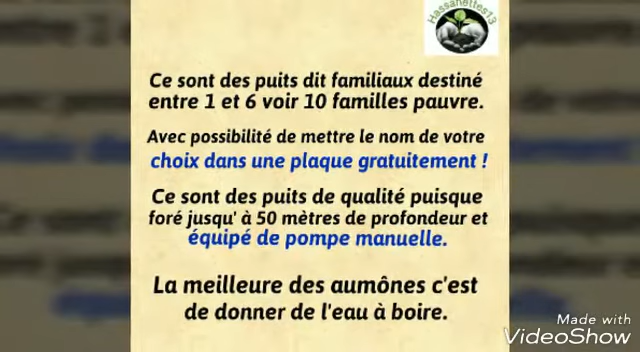 Hassanettes13
Ce sont des puits dit familiaux destiné
entre 1 et 6 voir 10 familles pauvre.
Avec possibilité de mettre le nom de votre
choix dans une plaque gratuitement !
Ce sont des puits de qualité puisque
foré jusqu' à 50 mètres de profondeur et
équipé de pompe manuelle.
La meilleure des aumônes c'est
de donner de l'eau à boire.
Made with
VideoShow